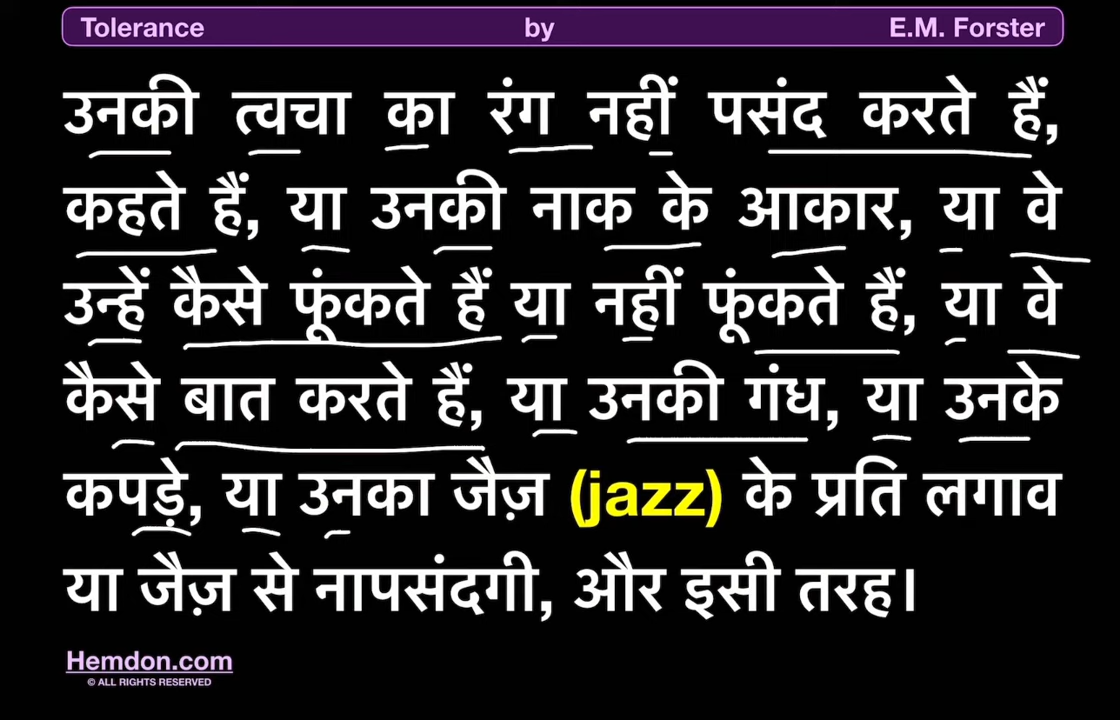 Tolerance by E.M. Forster
उनकी त्वचा का रंग नहीं पसंद करते हैं,
कहते हैं, या उनकी नाक के आकार, या वे
उन्हें कैसे फूंकते हैं या नहीं फूंकते हैं, या वे
कैसे बात करते हैं, या उनकी गंध, या उनके
कपड़े, या उनका जैज़ (jazz) के प्रति लगाव
या जैज़ से नापसंदगी, और इसी तरह।
Hemdon.com
© ALL RIGHTS RESERVED